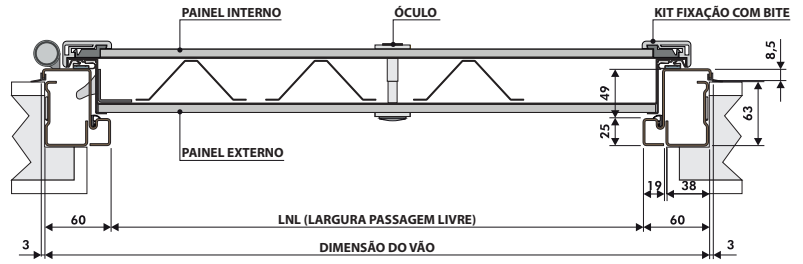 PAINEL INTERNO
ÓCULO
KIT FIXAÇÃO COM BITE
8,5
49
63
25
PAINEL EXTERNO
19
38
60
LNL (LARGURA PASSAGEM LIVRE)
60
3
DIMENSÃO DO VÃO
3